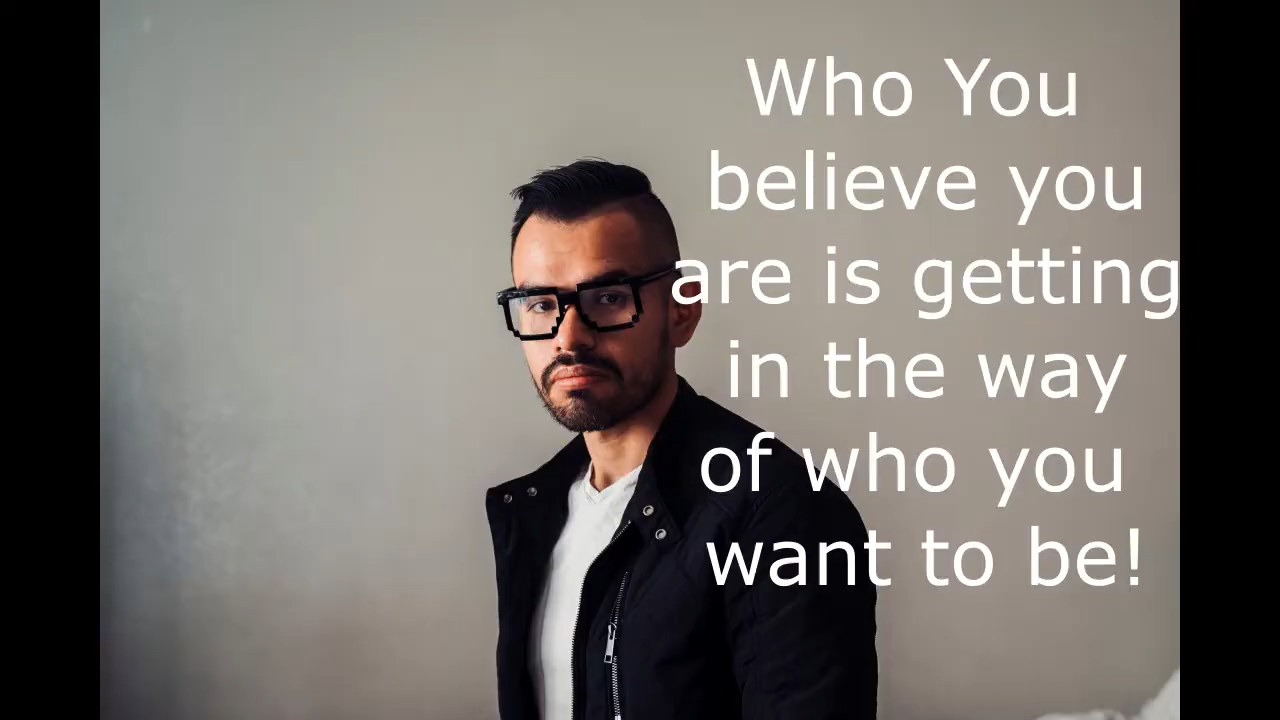 Who You
believe you
are is getting
in the way
of who you
want to be!